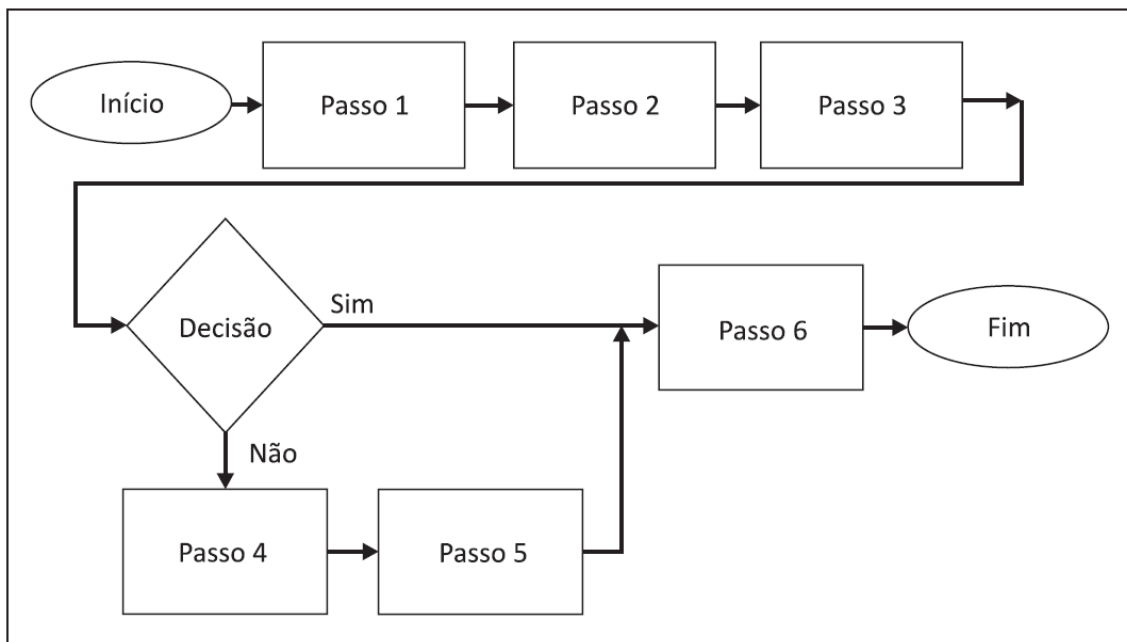 Início
Passo 1
Passo 2
Passo 3
Decisão
Sim
Passo 6
Fim
Não
Passo 4
Passo 5